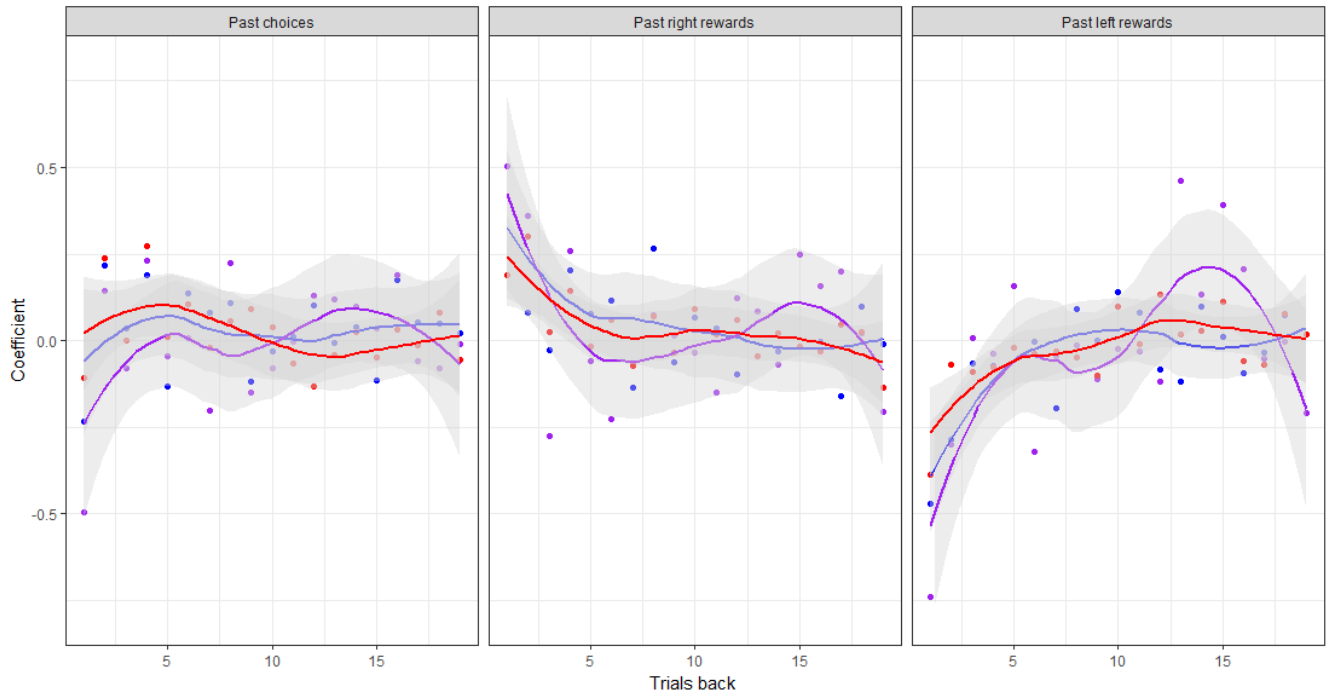 Past choices
Past right rewards
Past left rewards
Coefficient
0.5
0.0
-0.5
5 10 15
5 10 15
5 10 15
Trials back